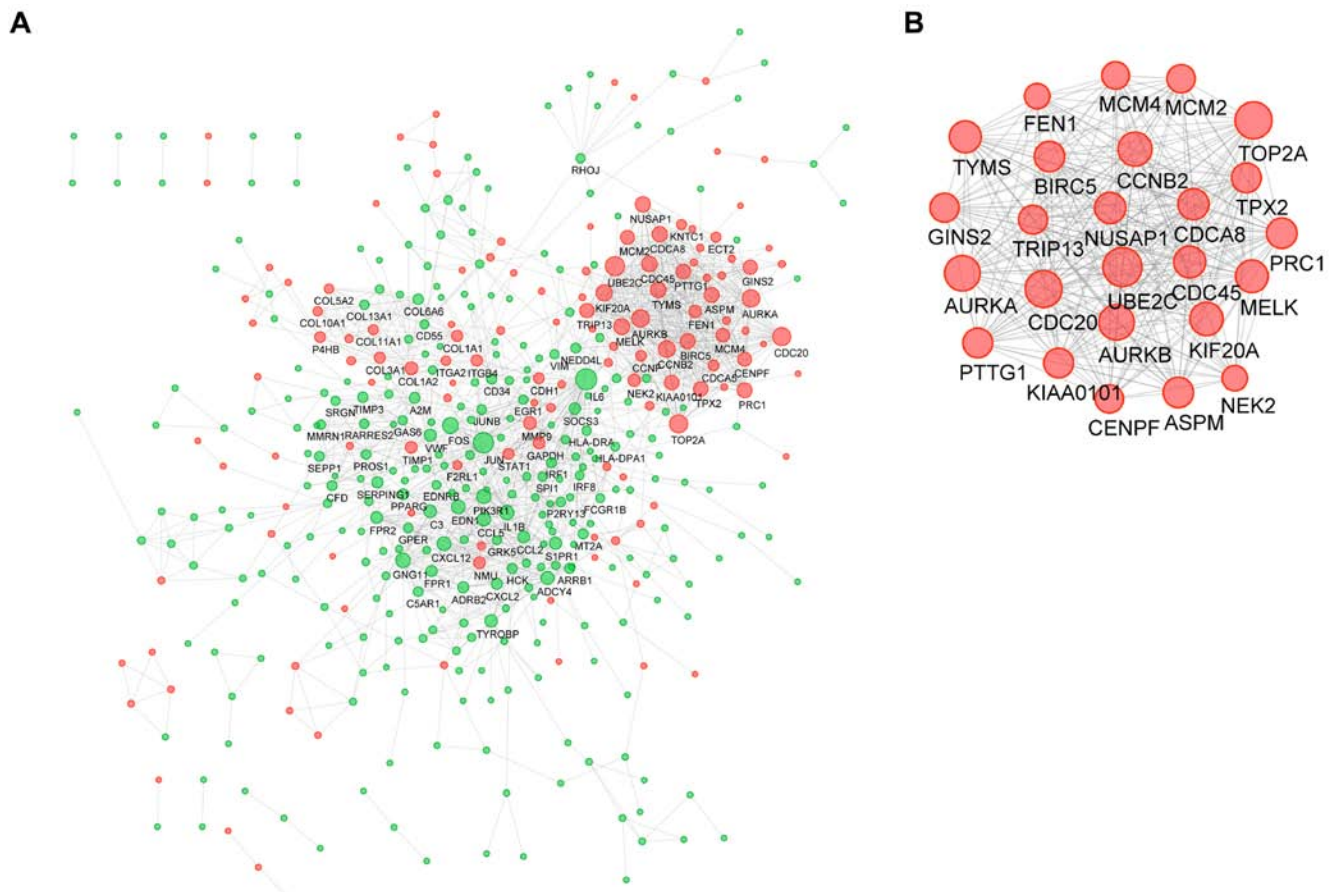 A
RHOJ
NUSAP1
KNTC1
ECT2
MCM2
CDCA8
UBE2C
CDC45
PTTG1
GINS2
KIF20A
TYMS
ASPM
AURKA
TRIP13
FEN1
AURKB
MELK
BIRC5
MCM4
CDC20
CCNF
CCNB2
CENPF
CDCA5
NEK2
KIAA0101
TPX2
PRC1
TOP2A
COL5A2
COL13A1
COL6A6
COL10A1
CD55
COL11A1
P4HB
COL1A1
NEDD4L
VIM
COL3A1
ITGA2
ITGB4
COL1A2
CD34
CDH1
IL6
SRGN
TIMP3
A2M
EGR1
JUNB
SOCS3
MMRN1
RARRES2
GAS6
MMP9
VWF
FOS
HLA-DRA
SEPP1
PROS1
TIMP1
JUN
GAPDH
HLA-DPA1
STAT1
F2RL1
IRF1
CFD
SERPING1
EDNRB
SPI1
IRF8
PPARG
PIK3R1
P2RY13
FCGR1B
FPR2
C3
EDN1
IL1B
GPER
CCL5
CXCL12
GRK5
CCL2
MT2A
S1PR1
GNG11
FPR1
NMU
HCK
ARRB1
C5AR1
ADRB2
CXCL2
ADCY4
TYROBP
B
MCM4
MCM2
FEN1
TOP2A
TYMS
BIRC5
CCNB2
TPX2
GINS2
TRIP13
NUSAP1
CDCA8
PRC1
AURKA
CDC20
UBE2C
CDC45
MELK
PTTG1
AURKB
KIF20A
KIAA0101
NEK2
CENPF
ASPM